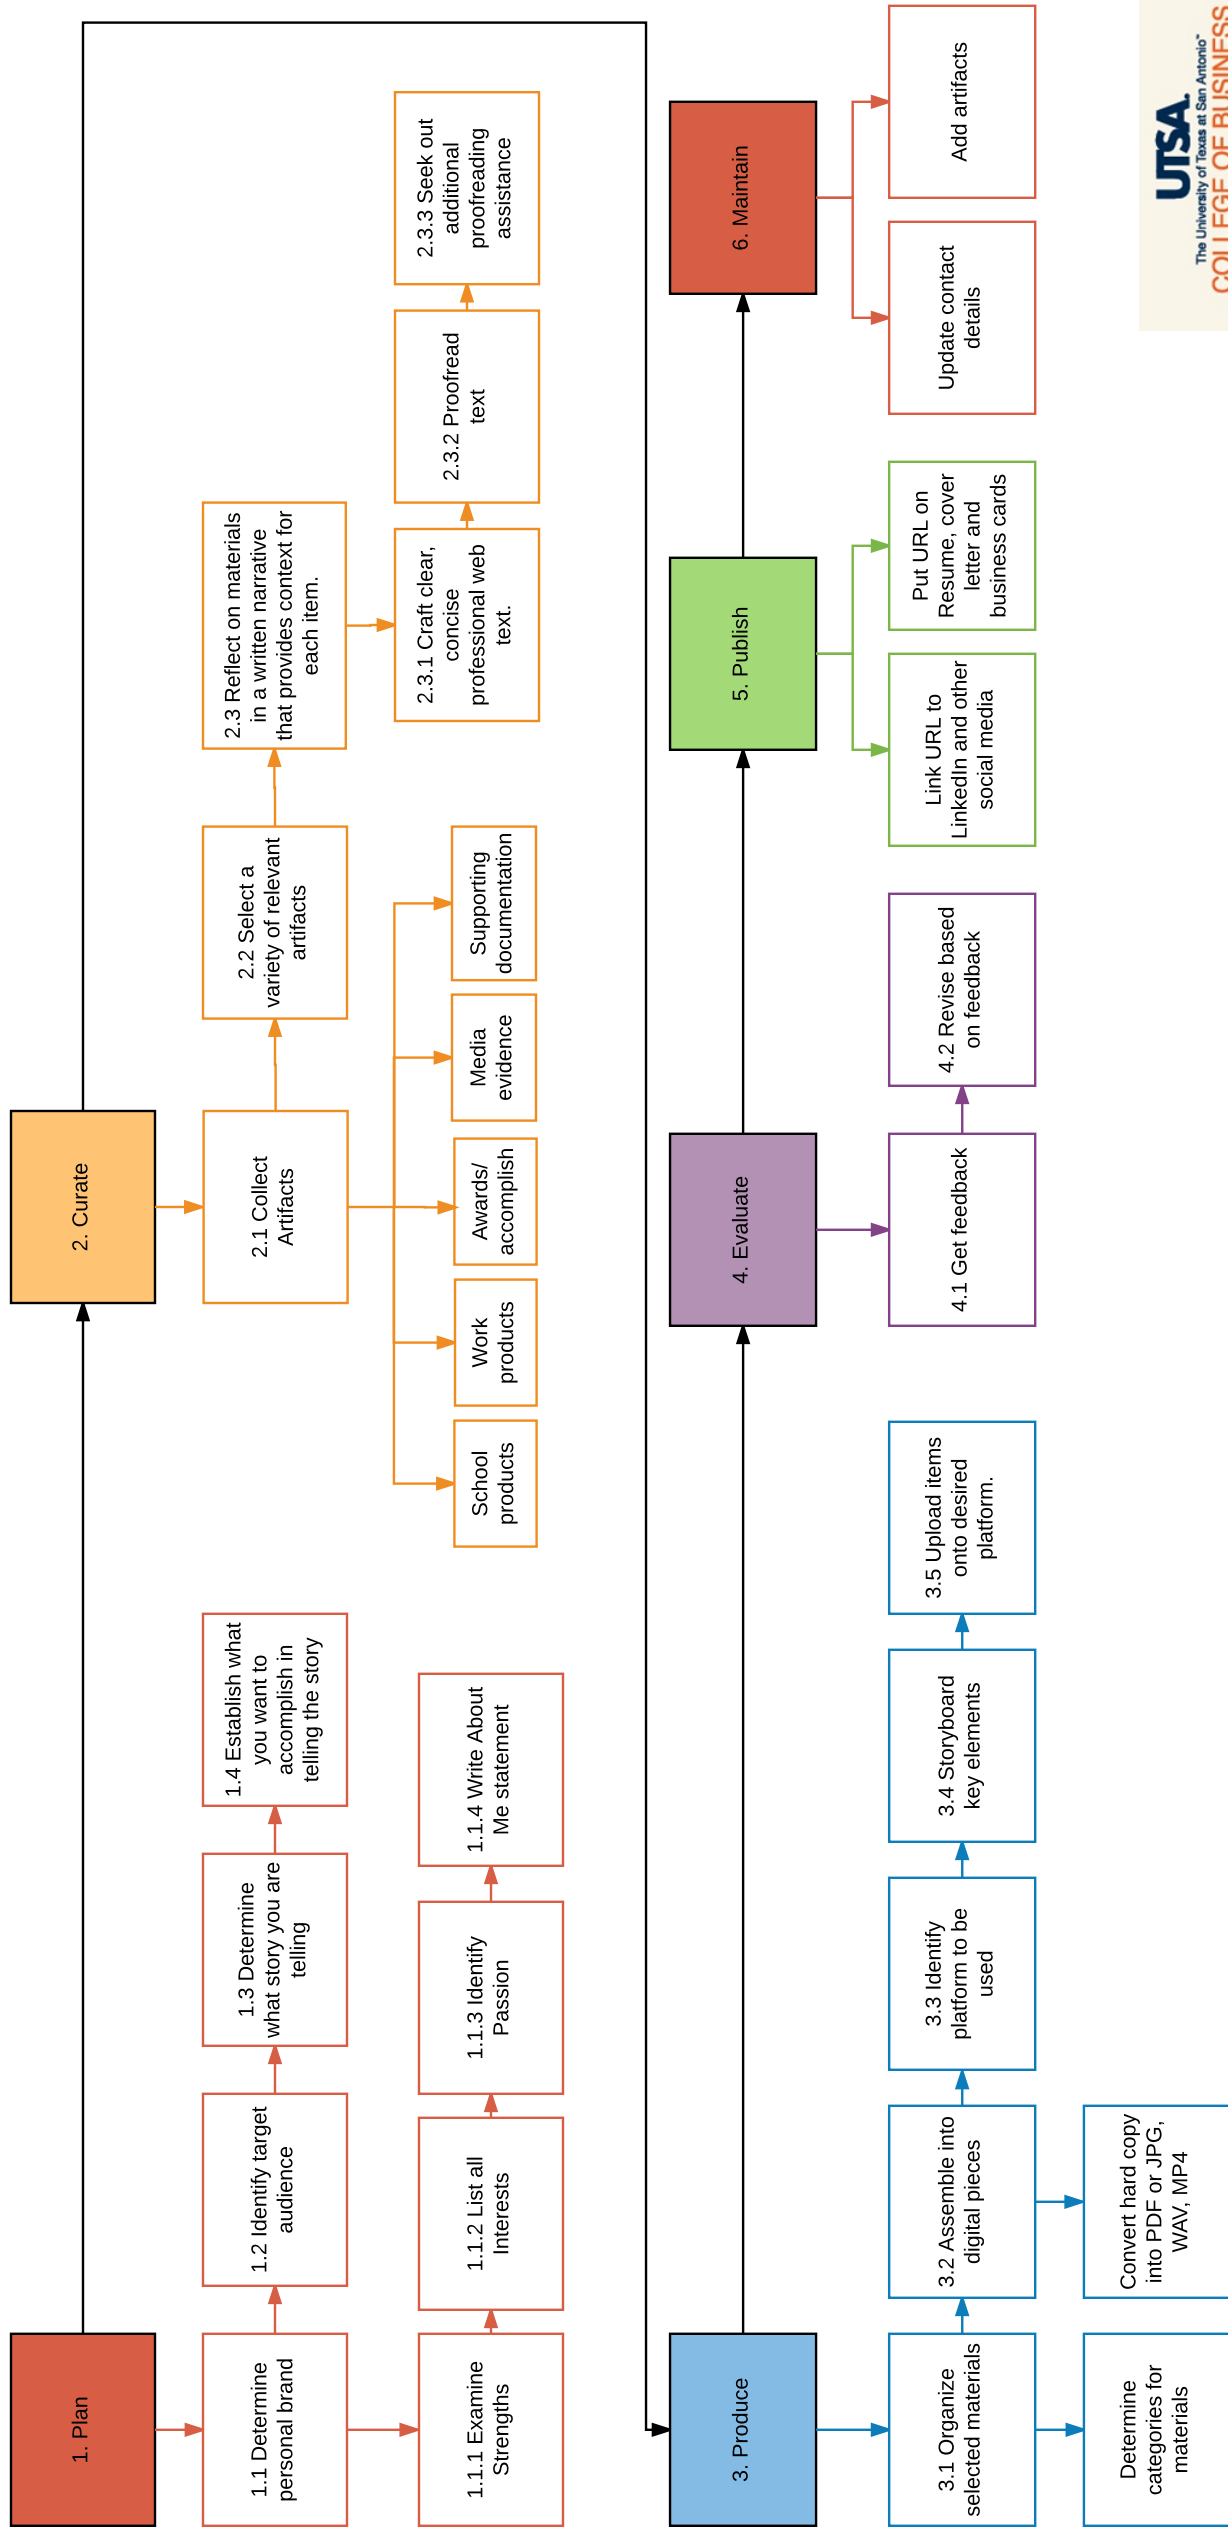 1. Plan
1.1 Determine
personal brand
1.2 Identify target
audience
1.3 Determine
what story you are
telling
1.4 Establish what
you want to
accomplish in
telling the story
1.1.1 Examine
Strengths
1.1.2 List all
Interests
1.1.3 Identify
Passion
1.1.4 Write About
Me statement
2. Curate
2.1 Collect
Artifacts
2.2 Select a
variety of relevant
artifacts
2.3 Reflect on materials
in a written narrative
that provides context for
each item.
School
products
Work
products
Awards/
accomplish
Media
evidence
Supporting
documentation
2.3.1 Craft clear,
concise
professional web
text.
2.3.2 Proofread
text
2.3.3 Seek out
additional
proofreading
assistance
3. Produce
3.1 Organize
selected materials
3.2 Assemble into
digital pieces
3.3 Identify
platform to be
used
3.4 Storyboard
key elements
3.5 Upload items
onto desired
platform.
Determine
categories for
materials
Convert hard copy
into PDF or JPG,
WAV, MP4
4. Evaluate
4.1 Get feedback
4.2 Revise based
on feedback
5. Publish
Link URL to
LinkedIn and other
social media
Put URL on
Resume, cover
letter and
business cards
6. Maintain
Update contact
details
Add artifacts
UTSA.
The University of Texas at San Antonio™
COLLEGE OF BUSINESS